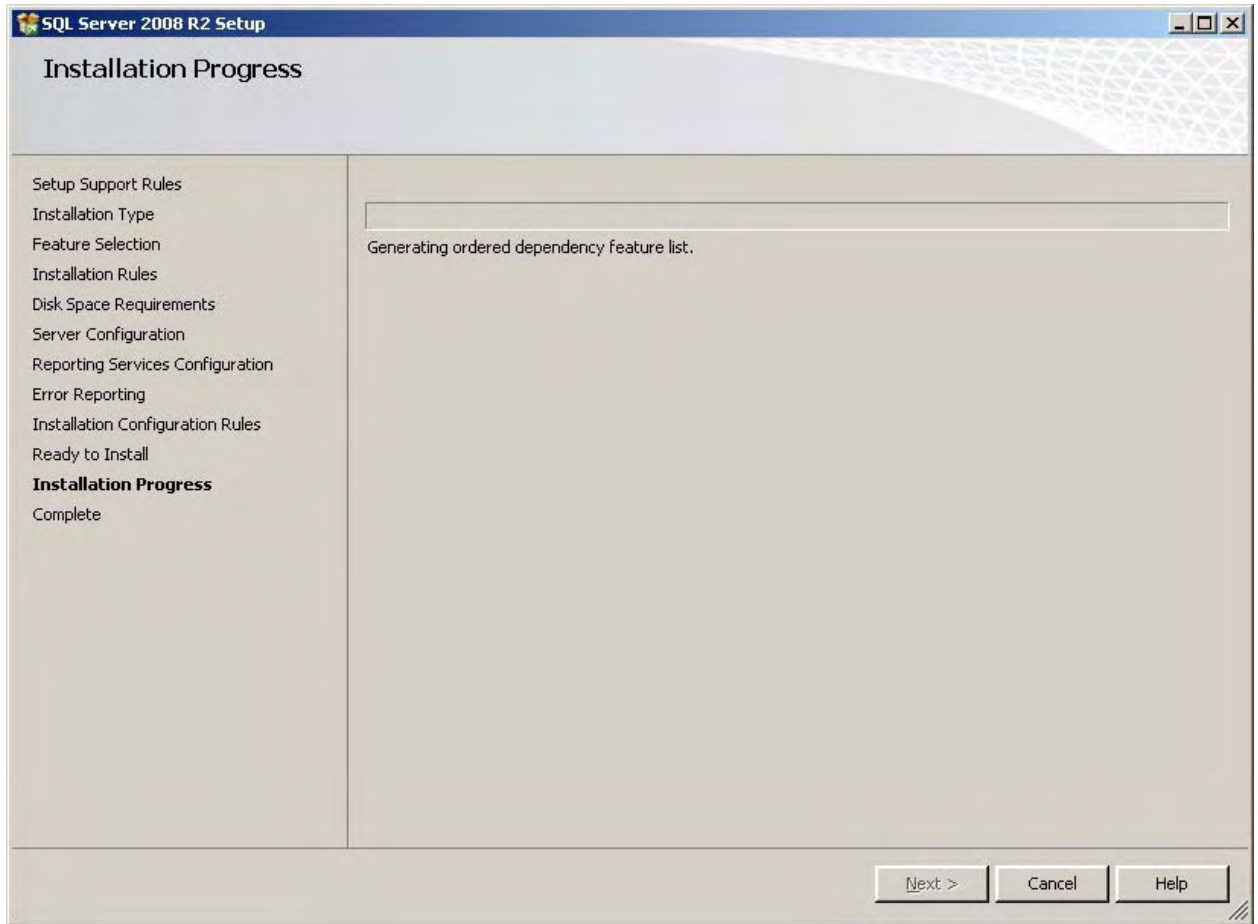 SQL Server 2008 R2 Setup
Installation Progress
Setup Support Rules
Installation Type
Feature Selection
Installation Rules
Disk Space Requirements
Server Configuration
Reporting Services Configuration
Error Reporting
Installation Configuration Rules
Ready to Install
Installation Progress
Complete
Generating ordered dependency feature list.
Next >
Cancel
Help